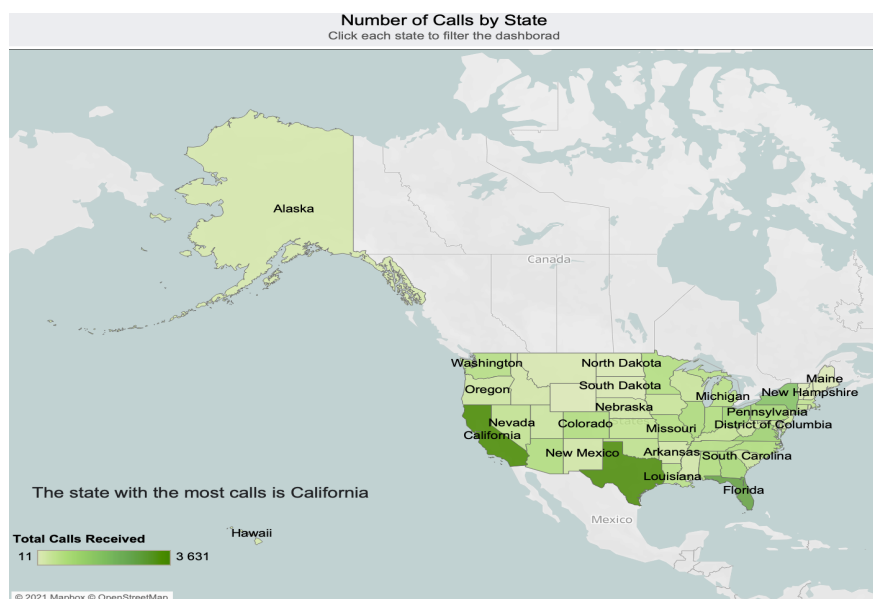 Number of Calls by State
Click each state to filter the dashborad
Alaska
Canada
Washington
North Dakota
Maine
Oregon
South Dakota
Michigan
New Hampshire
Nebraska
Pennsylvania
Nevada
Colorado
Missouri
District of Columbia
California
New Mexico
Arkansas
South Carolina
Louisiana
Florida
The state with the most calls is California
Mexico
Hawaii
Total Calls Received
11
3 631
© 2021 Mapbox © OpenStreetMap